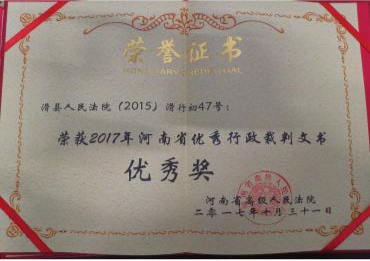 荣誉证书
HONORARY CREDENTIAL
滑县人民法院(2015)滑行初47号:
荣获2017年河南省优秀行政裁判文书
优秀奖
河南省高级人民法院
二〇一七年十月三十一日